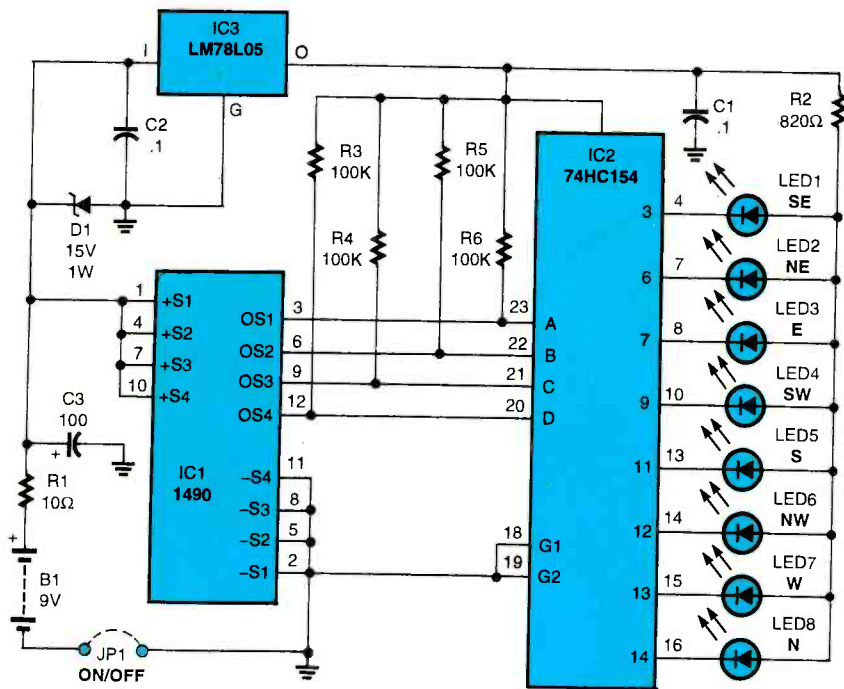 IC3
LM78L05
I
O
G
C2
.1
D1
15V
1W
R3
100K
R5
100K
R4
100K
R6
100K
C1
.1
R2
820Ω
IC2
74HC154
1
+S1
4
+S2
7
+S3
10
+S4
OS1
3
OS2
6
OS3
9
OS4
12
23
A
22
B
21
C
20
D
C3
100
+
R1
10Ω
+
B1
9V
JP1
ON/OFF
IC1
1490
-S4
11
-S3
8
-S2
5
-S1
2
18
G1
19
G2
3
4
LED1
SE
6
7
LED2
NE
7
8
LED3
E
9
10
LED4
SW
11
13
LED5
S
12
14
LED6
NW
13
15
LED7
W
14
16
LED8
N